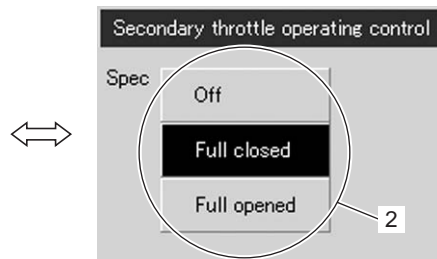 Secondary throttle operating control
Spec
Off
Full closed
Full opened
2